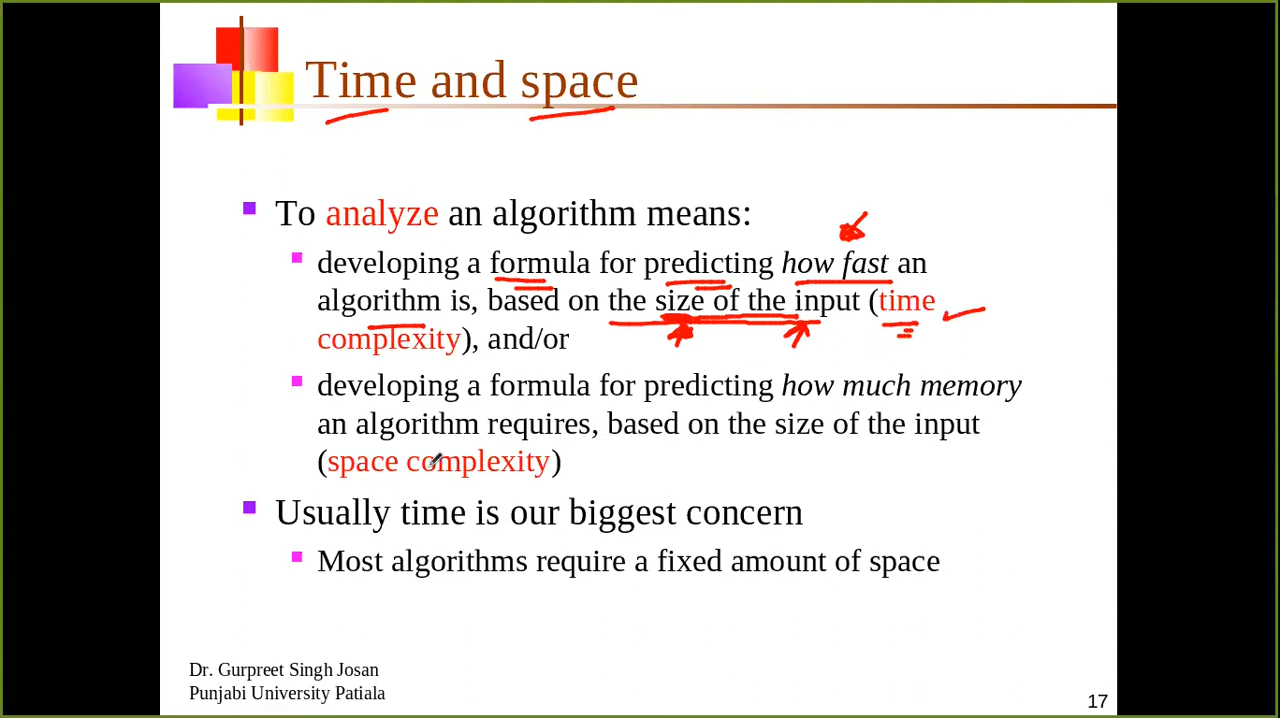 Time and space
To analyze an algorithm means:
developing a formula for predicting how fast an
algorithm is, based on the size of the input (time
complexity), and/or
developing a formula for predicting how much memory
an algorithm requires, based on the size of the input
(space complexity)
Usually time is our biggest concern
Most algorithms require a fixed amount of space
Dr. Gurpreet Singh Josan
Punjabi University Patiala
17